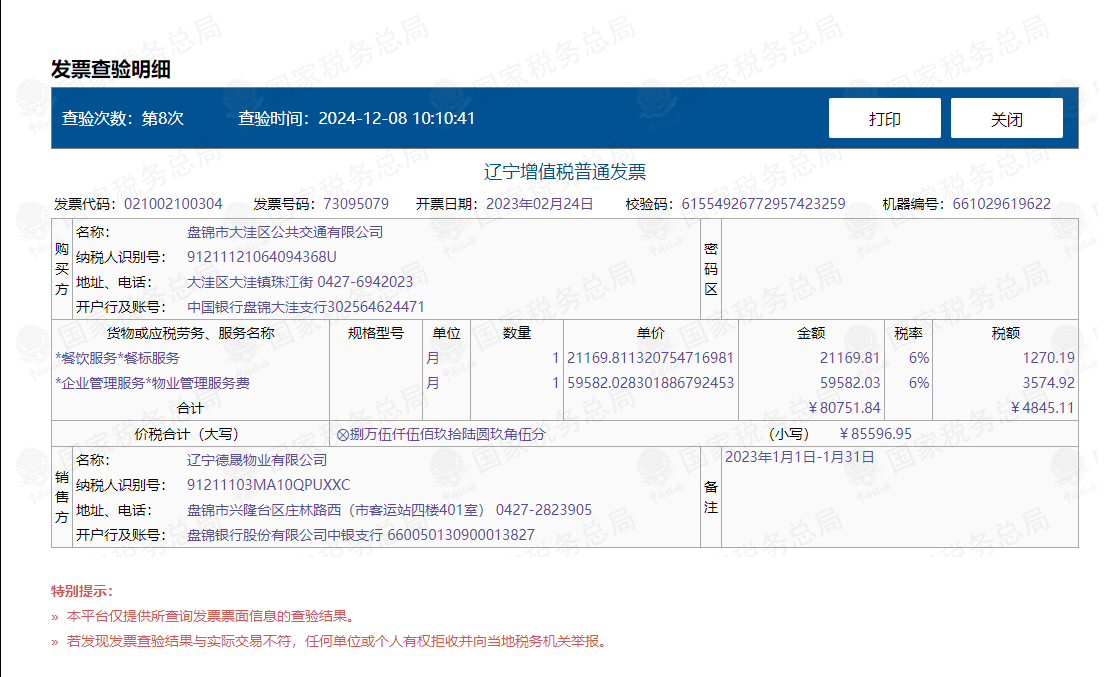 发票查验明细
查验次数：第8次 查验时间：2024-12-08 10:10:41 打印 关闭
辽宁增值税普通发票
发票代码：021002100304 发票号码：73095079 开票日期：2023年02月24日 校验码：61554926772957423259 机器编号：661029619622
购买方
名称： 盘锦市大洼区公共交通有限公司
纳税人识别号： 91211121064094368U
地址、电话： 大洼区大洼镇珠江街 0427-6942023
开户行及账号： 中国银行盘锦大洼支行302564624471
密码区
货物或应税劳务、服务名称 规格型号 单位 数量 单价 金额 税率 税额
*餐饮服务*餐标服务 月 1 21169.811320754716981 21169.81 6% 1270.19
*企业管理服务*物业管理服务费 月 1 59582.028301886792453 59582.03 6% 3574.92
合计 ￥80751.84 ￥4845.11
价税合计（大写） ⊗捌万伍仟伍佰玖拾陆圆玖角伍分 （小写） ￥85596.95
销售方
名称： 辽宁德晟物业有限公司
纳税人识别号： 91211103MA10QPUXXC
地址、电话： 盘锦市兴隆台区庄林路西（市客运站四楼401室） 0427-2823905
开户行及账号： 盘锦银行股份有限公司中银支行 660050130900013827
备注
2023年1月1日-1月31日
特别提示：
» 本平台仅提供所查询发票票面信息的查验结果。
» 若发现发票查验结果与实际交易不符，任何单位或个人有权拒收并向当地税务机关举报。
国家税务总局